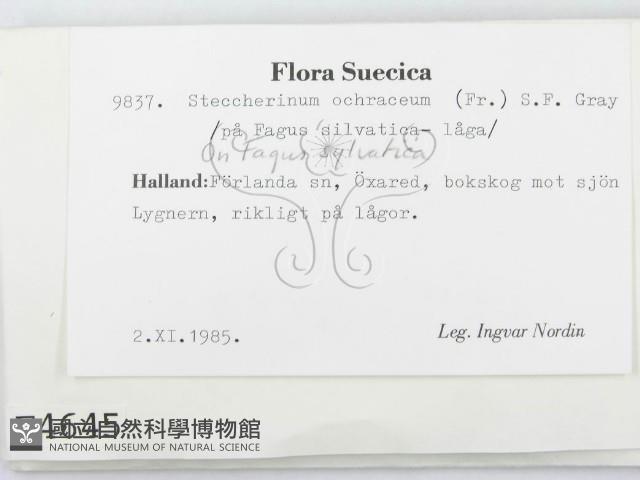 Flora Suecica
9837. Steccherinum ochraceum (Fr.) S.F. Gray
/på Fagus silvatica- låga/
On Fagus sylvatica)
Halland:Förlanda sn, Öxared, bokskog mot sjön
Lygnern, rikligt på lågor.
2.XI.1985.
Leg. Ingvar Nordin
4645
國立自然科學博物館
NATIONAL MUSEUM OF NATURAL SCIENCE